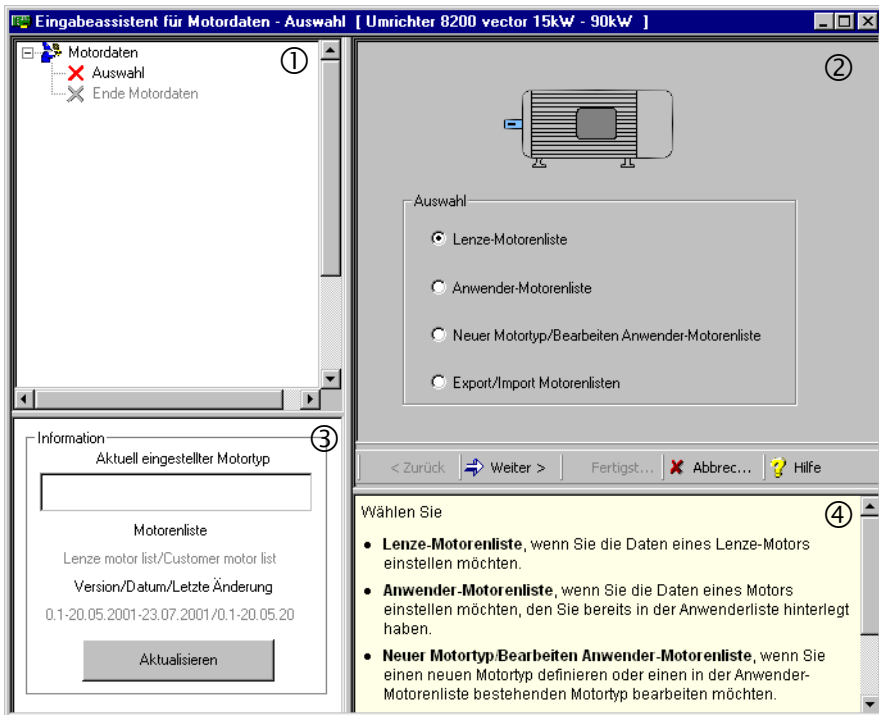 Eingabeassistent für Motordaten - Auswahl [ Umrichter 8200 vector 15kW - 90kW ]
Motordaten
Auswahl
Ende Motordaten
①
②
Auswahl
Lenze-Motorenliste
Anwender-Motorenliste
Neuer Motortyp/Bearbeiten Anwender-Motorenliste
Export/Import Motorenlisten
< Zurück Weiter > Fertigst... Abbrec... Hilfe
③
Information
Aktuell eingestellter Motortyp
Motorenliste
Lenze motor list/Customer motor list
Version/Datum/Letzte Änderung
0.1-20.05.2001-23.07.2001/0.1-20.05.20
Aktualisieren
④
Wählen Sie
● Lenze-Motorenliste, wenn Sie die Daten eines Lenze-Motors
einstellen möchten.
● Anwender-Motorenliste, wenn Sie die Daten eines Motors
einstellen möchten, den Sie bereits in der Anwenderliste hinterlegt
haben.
● Neuer Motortyp/Bearbeiten Anwender-Motorenliste, wenn Sie
einen neuen Motortyp definieren oder einen in der Anwender-
Motorenliste bestehenden Motortyp bearbeiten möchten.